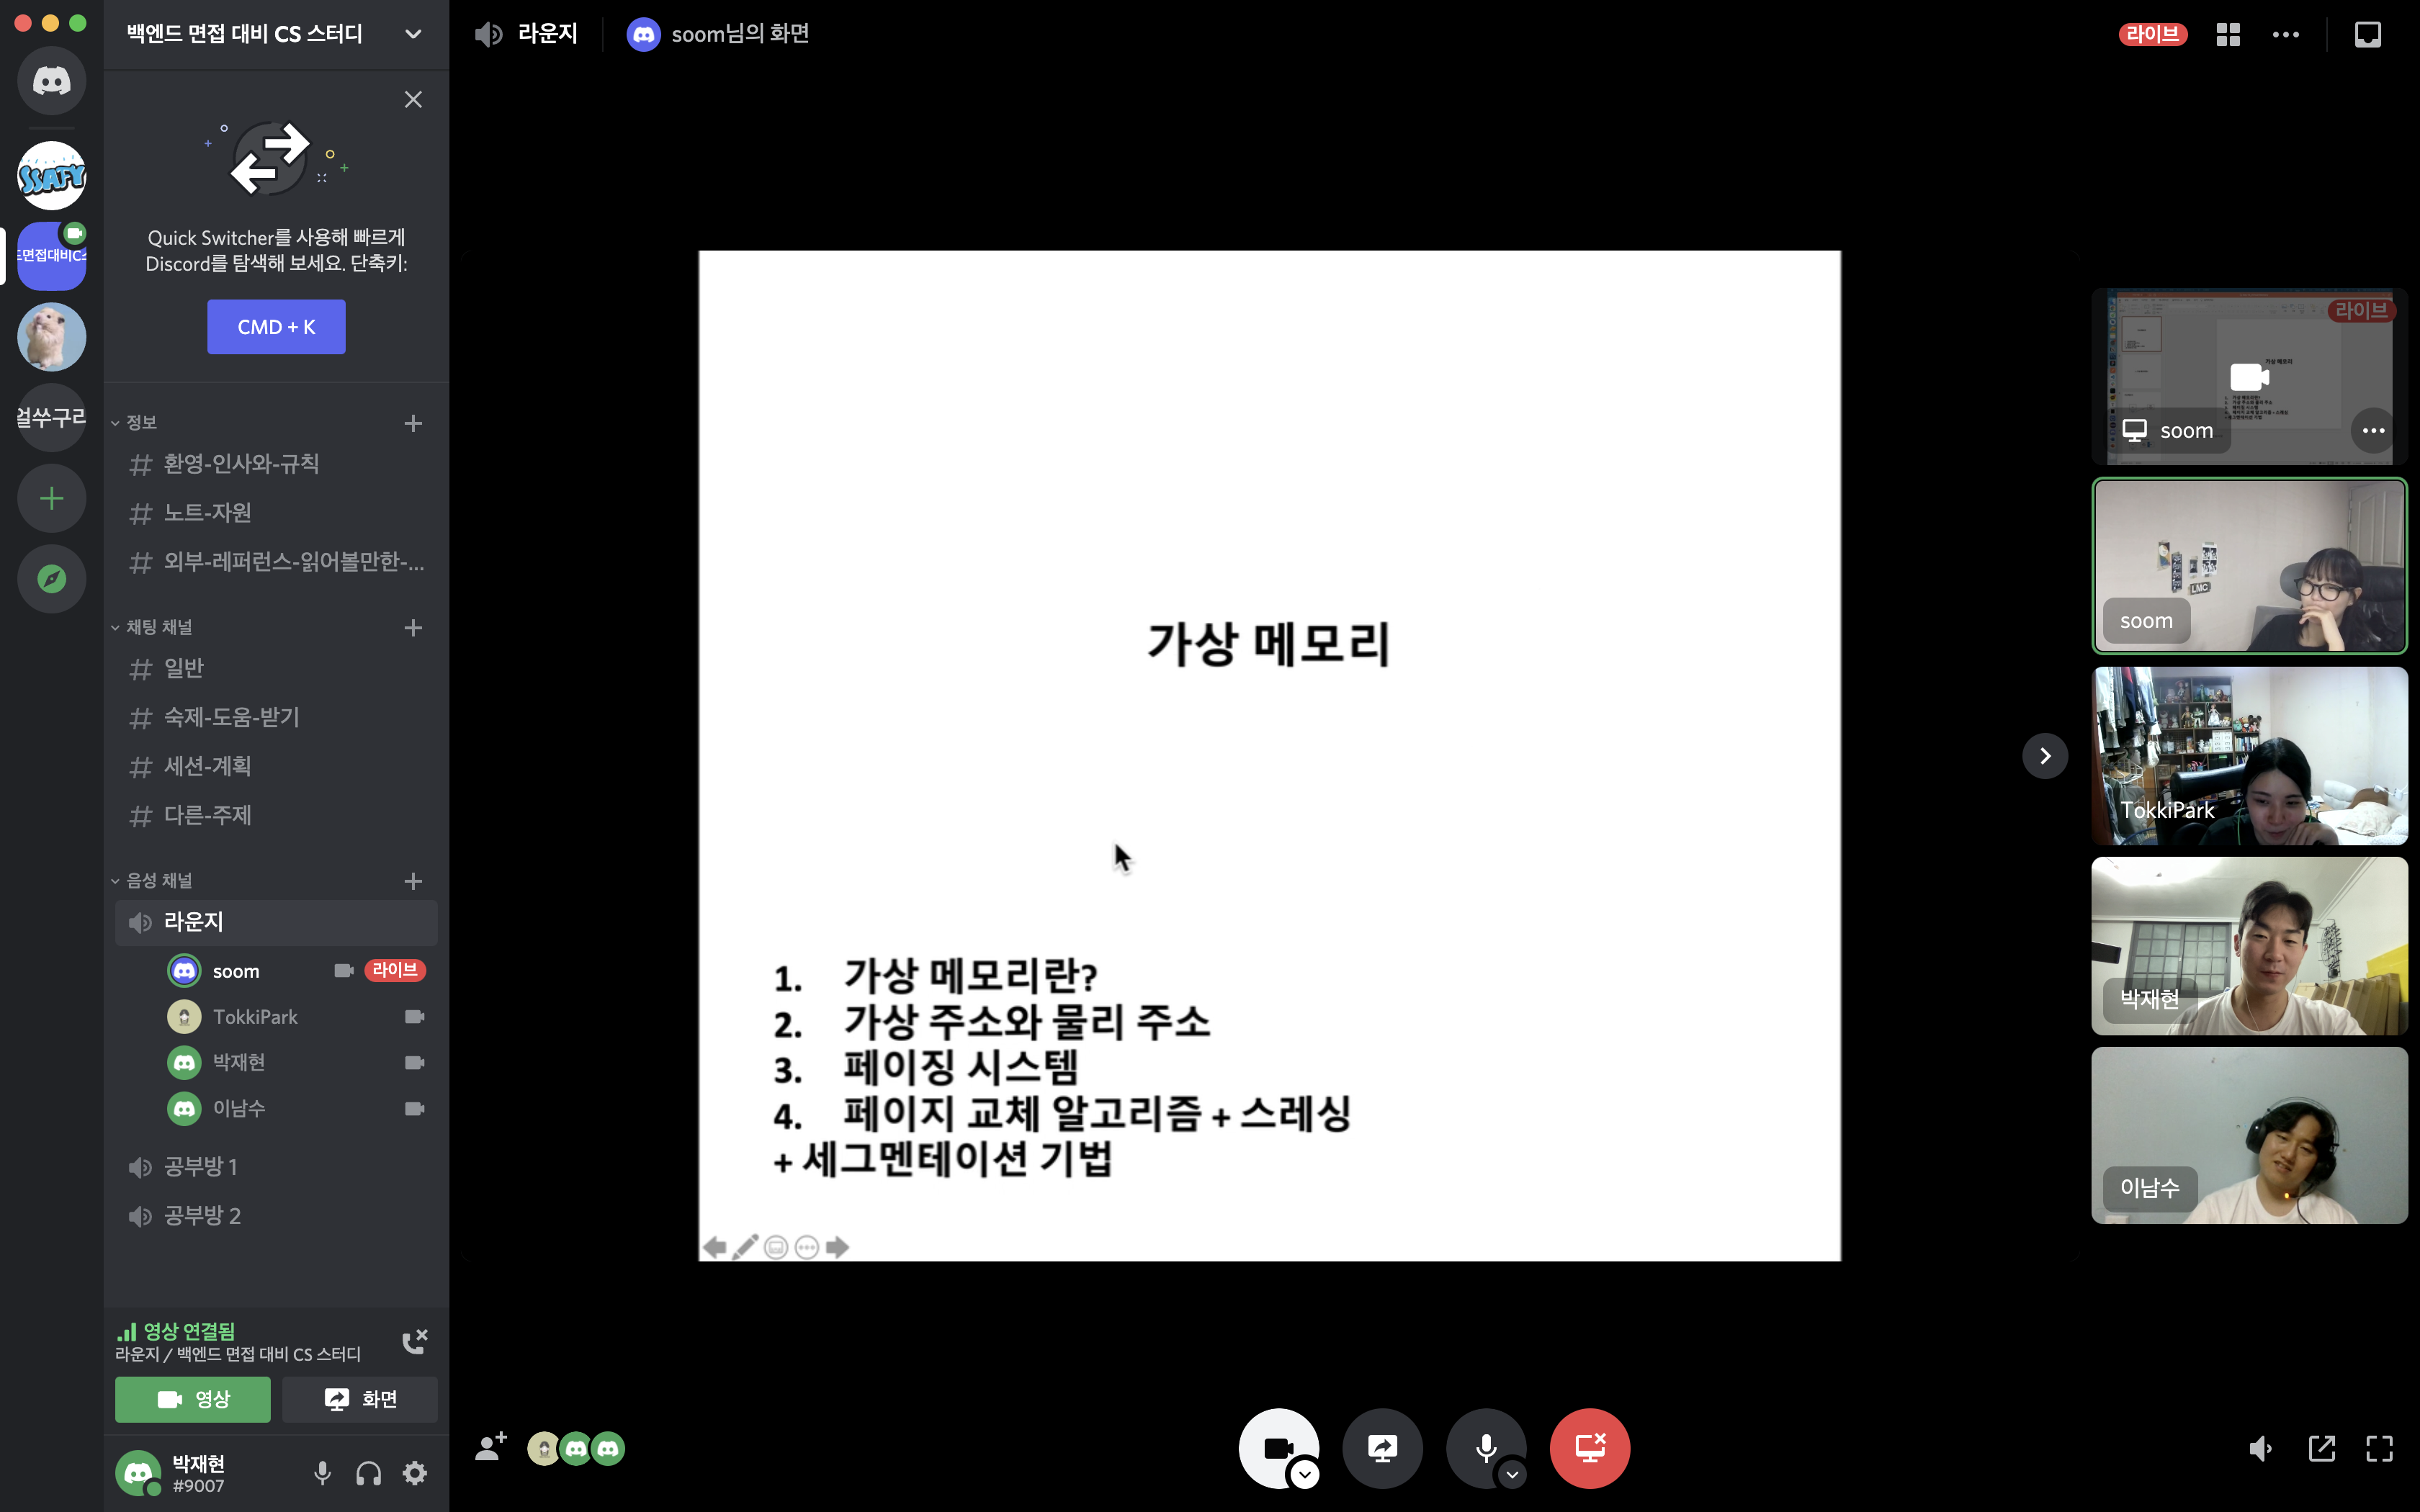 백엔드 면접 대비 CS 스터디
라운지
soom님의 화면
라이브
SSAFY
드면접대비CS
Quick Switcher를 사용해 빠르게
Discord를 탐색해 보세요. 단축키:
CMD + K
얼쑤구리
정보
환영-인사와-규칙
노트-자원
외부-레퍼런스-읽어볼만한-...
채팅 채널
일반
숙제-도움-받기
세션-계획
다른-주제
음성 채널
라운지
soom
라이브
TokkiPark
박재현
이남수
공부방 1
공부방 2
영상 연결됨
라운지 / 백엔드 면접 대비 CS 스터디
영상
화면
박재현
#9007
가상 메모리
1. 가상 메모리란?
2. 가상 주소와 물리 주소
3. 페이징 시스템
4. 페이지 교체 알고리즘 + 스레싱
+ 세그멘테이션 기법
라이브
가상 메모리
soom
LMC
soom
TokkiPark
박재현
이남수